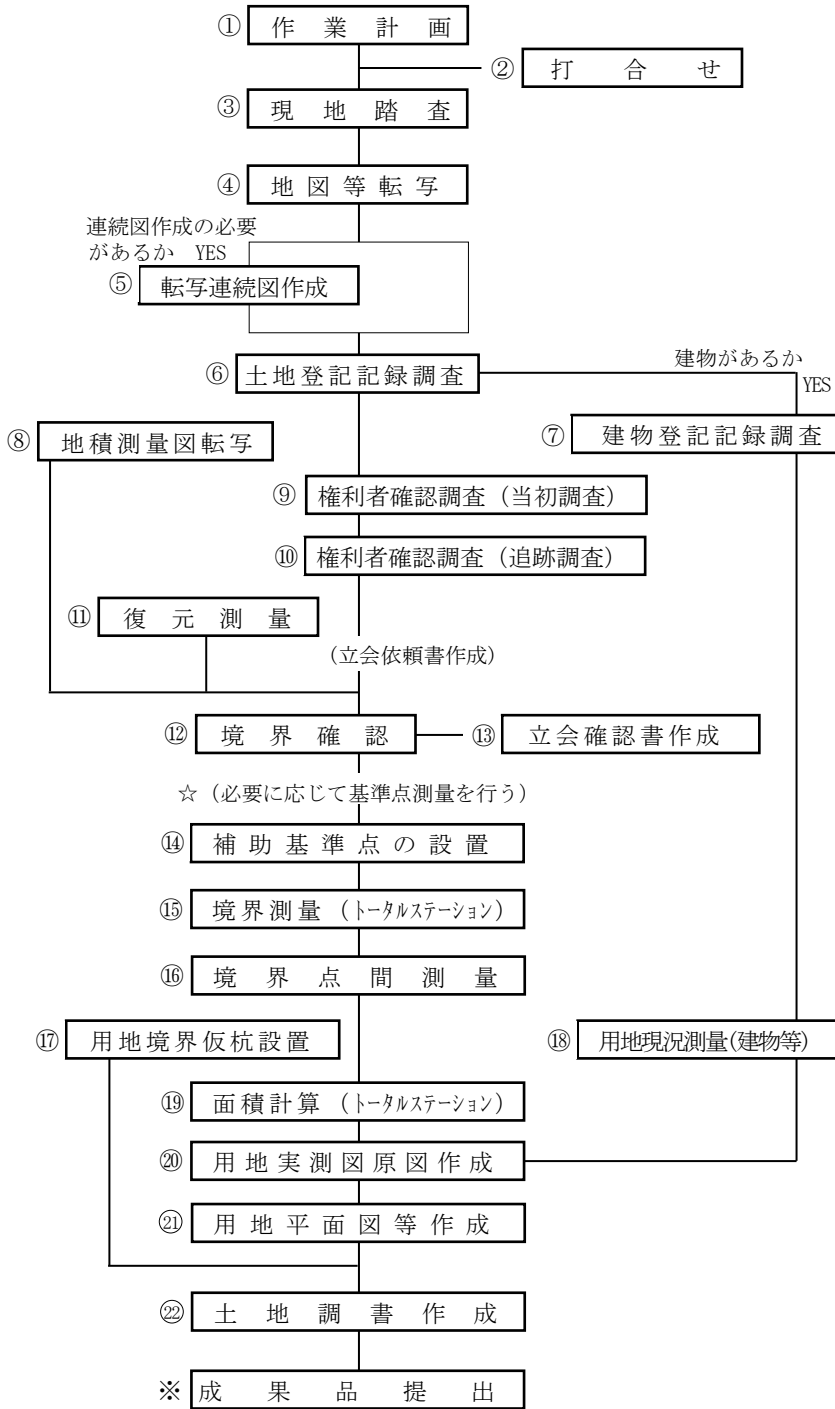 ① 作業計画
② 打合せ
③ 現地踏査
④ 地図等転写
連続図作成の必要
があるか YES
⑤ 転写連続図作成
⑥ 土地登記記録調査
建物があるか
YES
⑦ 建物登記記録調査
⑧ 地積測量図転写
⑨ 権利者確認調査(当初調査)
⑩ 権利者確認調査(追跡調査)
⑪ 復元測量
(立会依頼書作成)
⑫ 境界確認
⑬ 立会確認書作成
☆(必要に応じて基準点測量を行う)
⑭ 補助基準点の設置
⑮ 境界測量(トータルステーション)
⑯ 境界点間測量
⑰ 用地境界仮杭設置
⑱ 用地現況測量(建物等)
⑲ 面積計算(トータルステーション)
⑳ 用地実測図原図作成
㉑ 用地平面図等作成
㉒ 土地調書作成
※ 成果品提出